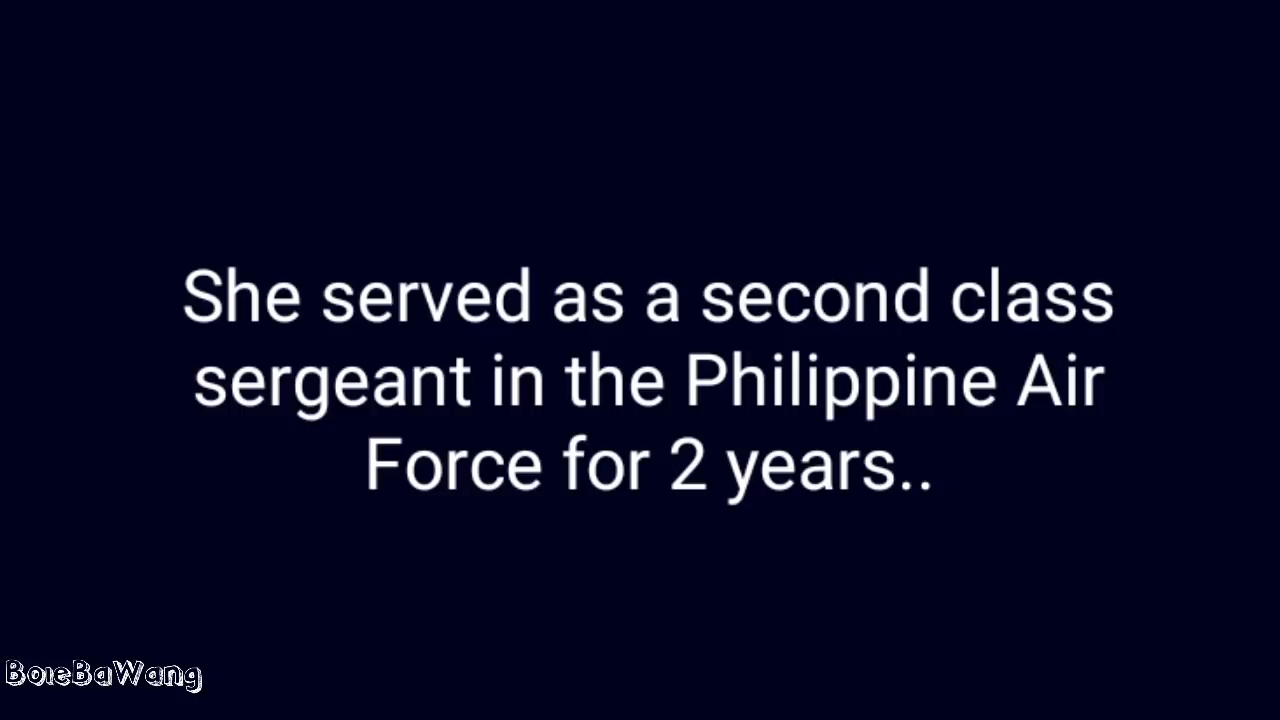 She served as a second class
sergeant in the Philippine Air
Force for 2 years..
BoieBaWang